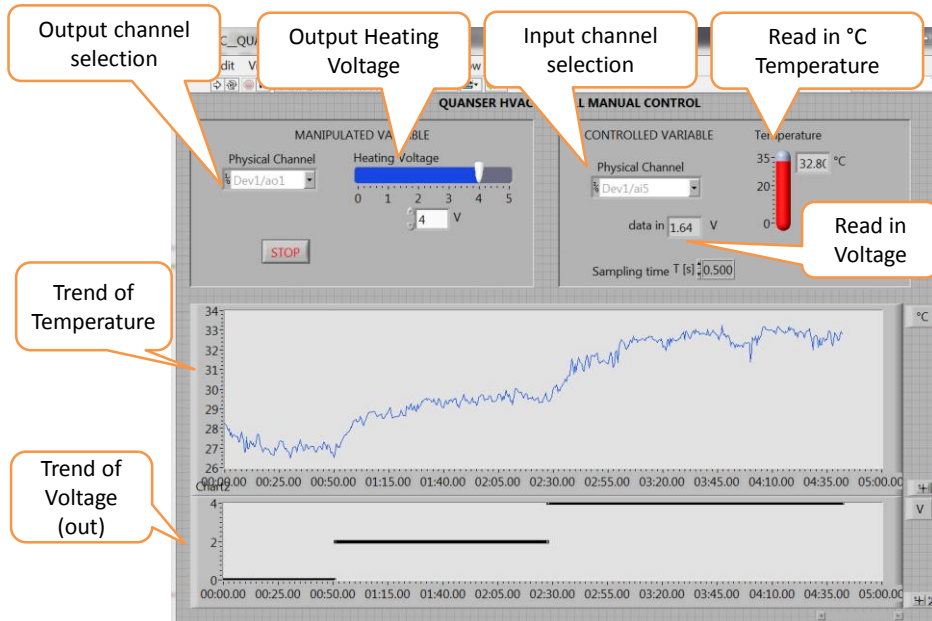 Output channel
selection
Output Heating
Voltage
Input channel
selection
Read in °C
Temperature
C_QUA
dit
QUANSER HVAC
L MANUAL CONTROL
MANIPULATED VARIABLE
Physical Channel
Dev1/ao1
Heating Voltage
0 1 2 3 4 5
4 V
STOP
CONTROLLED VARIABLE
Physical Channel
Dev1/ai5
data in 1.64 V
Sampling time T [s] 0.500
Temperature
35
20
0
°C
Read in
Voltage
Trend of
Temperature
34
33
32
31
30
29
28
27
26
°C
00:25.00 00:50.00 01:15.00 01:40.00 02:05.00 02:30.00 02:55.00 03:20.00 03:45.00 04:10.00 04:35.00 05:00.0
Trend of
Voltage
(out)
Chart2
4
2
0
V
00:00.00 00:25.00 00:50.00 01:15.00 01:40.00 02:05.00 02:30.00 02:55.00 03:20.00 03:45.00 04:10.00 04:35.00 05:00.0